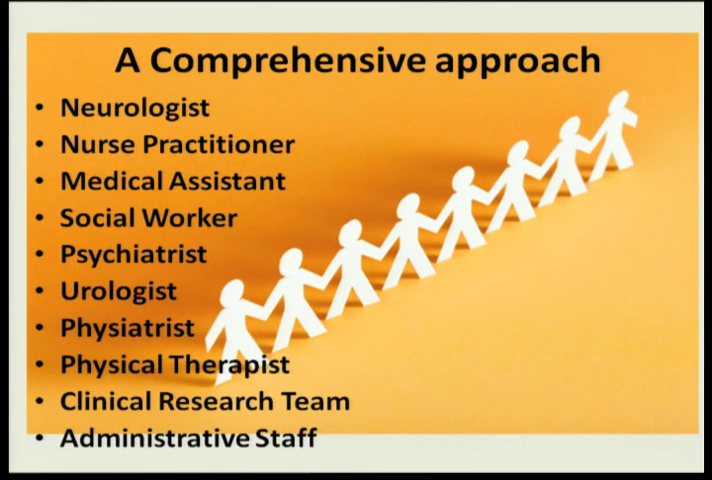 A Comprehensive approach
• Neurologist
• Nurse Practitioner
• Medical Assistant
• Social Worker
• Psychiatrist
• Urologist
• Physiatrist
• Physical Therapist
• Clinical Research Team
• Administrative Staff